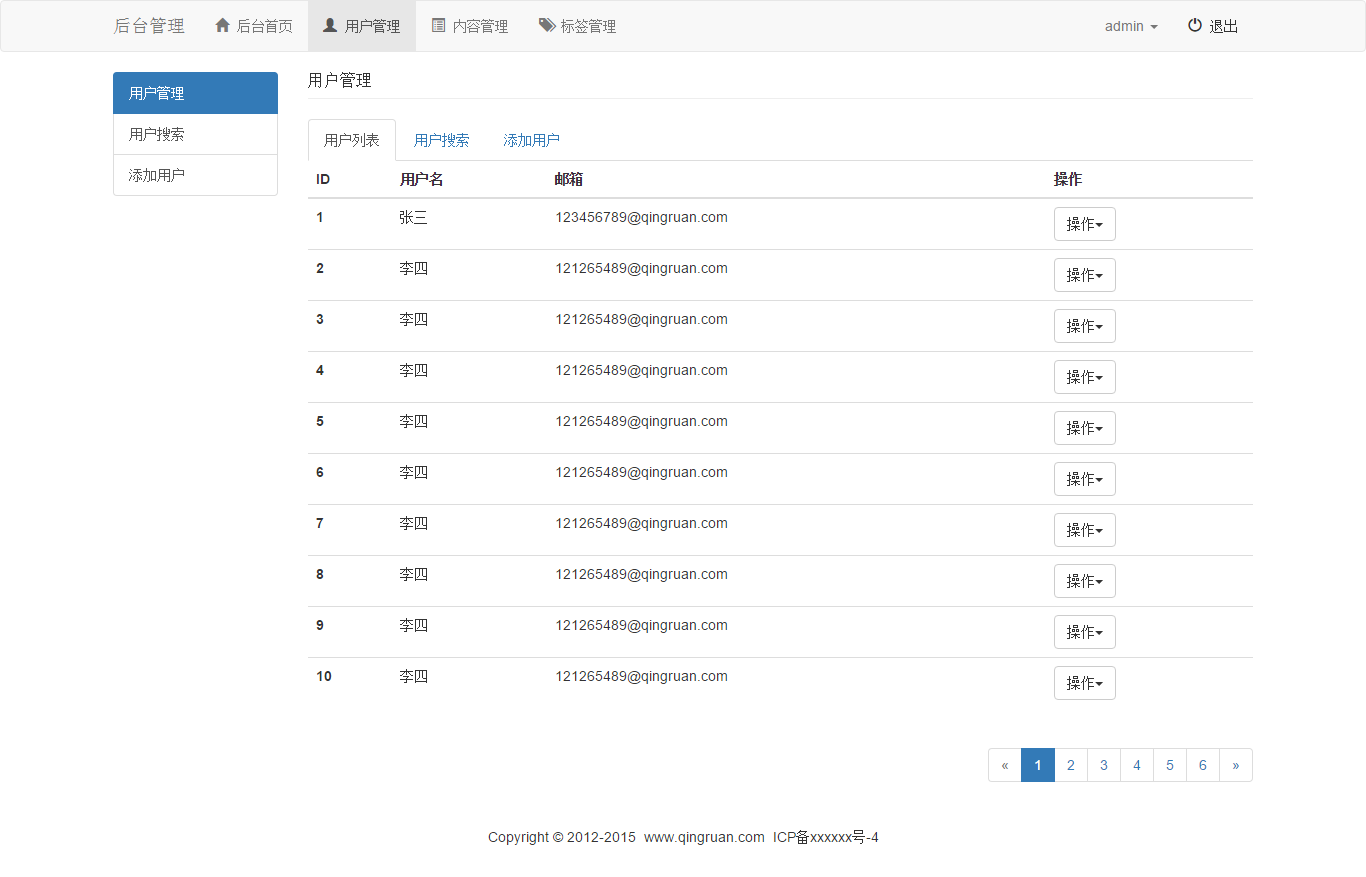 后台管理 后台首页 用户管理 内容管理 标签管理 admin 退出
用户管理
用户搜索
添加用户
用户管理
用户列表 用户搜索 添加用户
ID 用户名 邮箱 操作
1 张三 123456789@qingruan.com 操作
2 李四 121265489@qingruan.com 操作
3 李四 121265489@qingruan.com 操作
4 李四 121265489@qingruan.com 操作
5 李四 121265489@qingruan.com 操作
6 李四 121265489@qingruan.com 操作
7 李四 121265489@qingruan.com 操作
8 李四 121265489@qingruan.com 操作
9 李四 121265489@qingruan.com 操作
10 李四 121265489@qingruan.com 操作
« 1 2 3 4 5 6 »
Copyright © 2012-2015 www.qingruan.com ICP备xxxxxx号-4